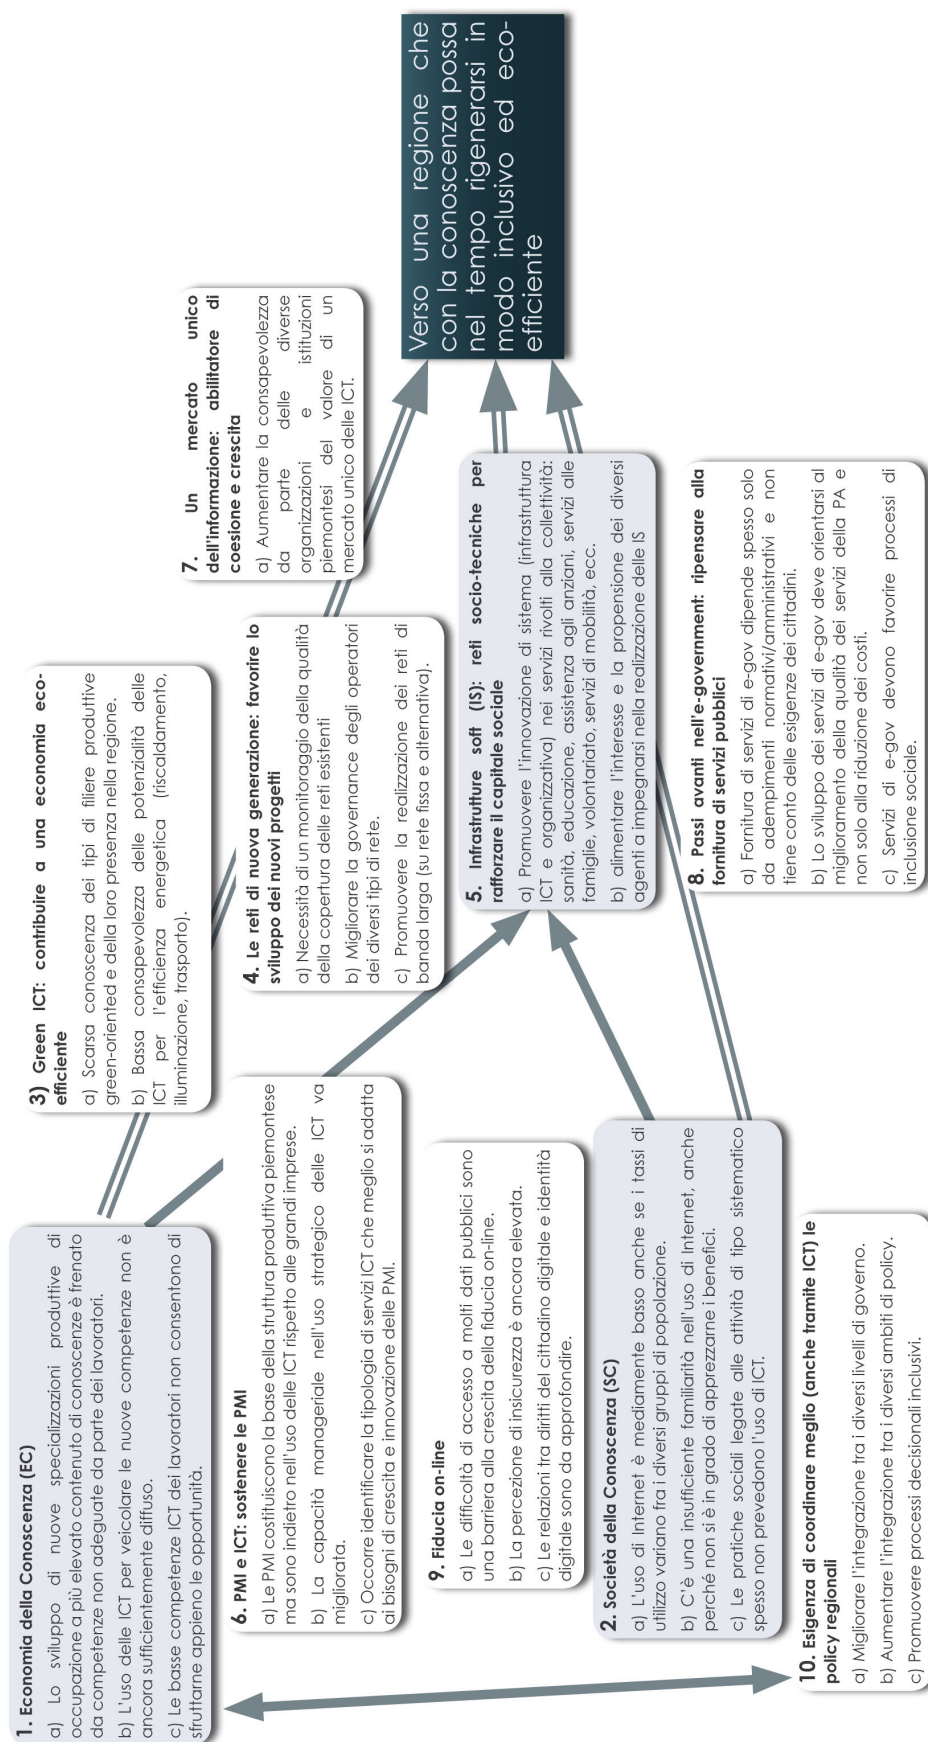 1. Economia della Conoscenza (EC)
a) Lo sviluppo di nuove specializzazioni produttive di
occupazione a più elevato contenuto di conoscenze è frenato
da competenze non adeguate da parte dei lavoratori.
b) L'uso delle ICT per veicolare le nuove competenze non è
ancora sufficientemente diffuso.
c) Le basse competenze ICT dei lavoratori non consentono di
sfruttarne appieno le opportunità.
3) Green ICT: contribuire a una economia eco-
efficiente
a) Scarsa conoscenza dei tipi di filiere produttive
green-oriented e della loro presenza nella regione.
b) Bassa consapevolezza delle potenzialità delle
ICT per l'efficienza energetica (riscaldamento,
illuminazione, trasporto).
7. Un mercato unico
dell'informazione: abilitatore di
coesione e crescita
a) Aumentare la consapevolezza
da parte delle diverse
organizzazioni e istituzioni
piemontesi del valore di un
mercato unico delle ICT.
6. PMI e ICT: sostenere le PMI
a) Le PMI costituiscono la base della struttura produttiva piemontese
ma sono indietro nell'uso delle ICT rispetto alle grandi imprese.
b) La capacità manageriale nell'uso strategico delle ICT va
migliorata.
c) Occorre identificare la tipologia di servizi ICT che meglio si adatta
ai bisogni di crescita e innovazione delle PMI.
4. Le reti di nuova generazione: favorire lo
sviluppo dei nuovi progetti
a) Necessità di un monitoraggio della qualità
della copertura delle reti esistenti
b) Migliorare la governance degli operatori
dei diversi tipi di rete.
c) Promuovere la realizzazione dei reti di
banda larga (su rete fissa e alternativa).
Verso una regione che
con la conoscenza possa
nel tempo rigenerarsi in
modo inclusivo ed eco-
efficiente
9. Fiducia on-line
a) Le difficoltà di accesso a molti dati pubblici sono
una barriera alla crescita della fiducia on-line.
b) La percezione di insicurezza è ancora elevata.
c) Le relazioni tra diritti del cittadino digitale e identità
digitale sono da approfondire.
5. Infrastrutture soft (IS): reti socio-tecniche per
rafforzare il capitale sociale
a) Promuovere l'innovazione di sistema (infrastruttura
ICT e organizzativa) nei servizi rivolti alla collettività:
sanità, educazione, assistenza agli anziani, servizi alle
famiglie, volontariato, servizi di mobilità, ecc.
b) alimentare l'interesse e la propensione dei diversi
agenti a impegnarsi nella realizzazione delle IS
2. Società della Conoscenza (SC)
a) L'uso di Internet è mediamente basso anche se i tassi di
utilizzo variano fra i diversi gruppi di popolazione.
b) C'è una insufficiente familiarità nell'uso di Internet, anche
perché non si è in grado di apprezzarne i benefici.
c) Le pratiche sociali legate alle attività di tipo sistematico
spesso non prevedono l'uso di ICT.
8. Passi avanti nell'e-government: ripensare alla
fornitura di servizi pubblici
a) Fornitura di servizi di e-gov dipende spesso solo
da adempimenti normativi/amministrativi e non
tiene conto delle esigenze dei cittadini.
b) Lo sviluppo dei servizi di e-gov deve orientarsi al
miglioramento della qualità dei servizi della PA e
non solo alla riduzione dei costi.
c) Servizi di e-gov devono favorire processi di
inclusione sociale.
10. Esigenza di coordinare meglio (anche tramite ICT) le
policy regionali
a) Migliorare l'integrazione tra i diversi livelli di governo.
b) Aumentare l'integrazione tra i diversi ambiti di policy.
c) Promuovere processi decisionali inclusivi.